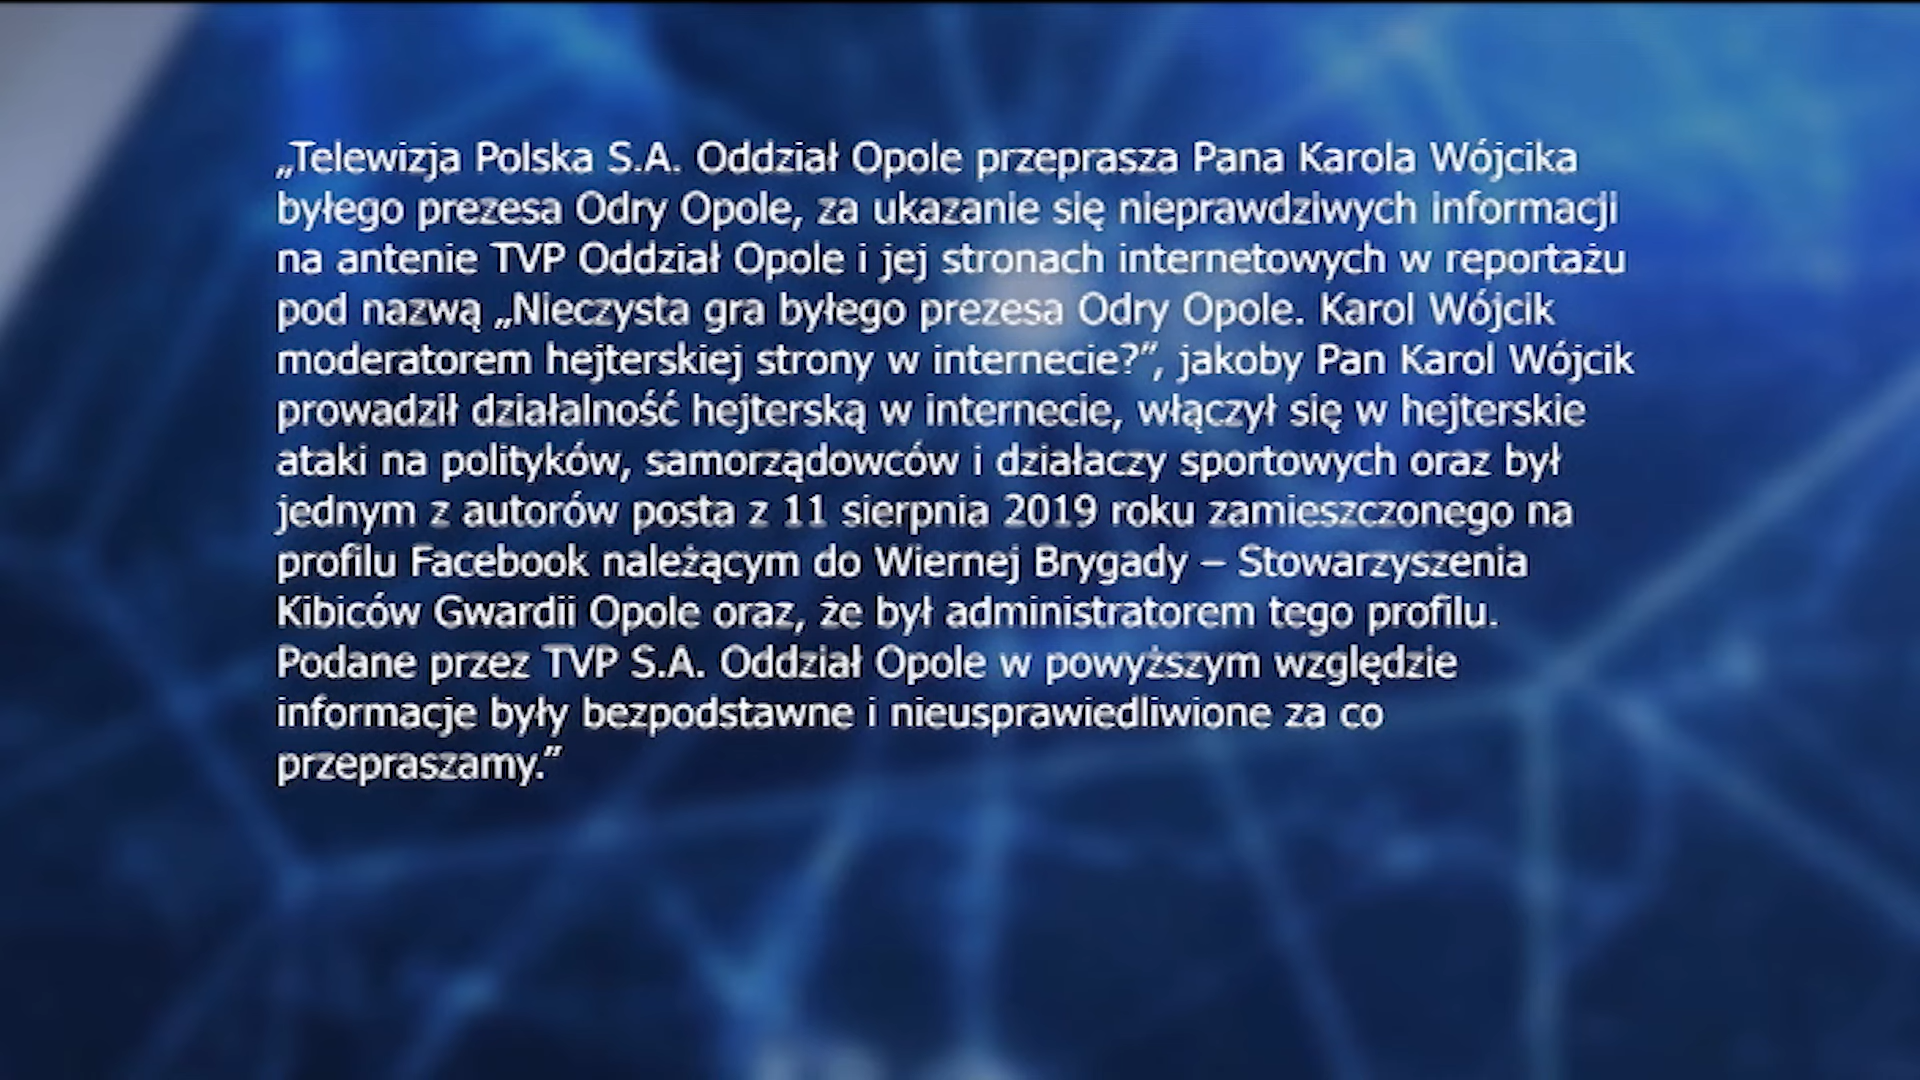 „Telewizja Polska S.A. Oddział Opole przeprasza Pana Karola Wójcika
byłego prezesa Odry Opole, za ukazanie się nieprawdziwych informacji
na antenie TVP Oddział Opole i jej stronach internetowych w reportażu
pod nazwą „Nieczysta gra byłego prezesa Odry Opole. Karol Wójcik
moderatorem hejterskiej strony w internecie?”, jakoby Pan Karol Wójcik
prowadził działalność hejterską w internecie, włączył się w hejterskie
ataki na polityków, samorządowców i działaczy sportowych oraz był
jednym z autorów posta z 11 sierpnia 2019 roku zamieszczonego na
profilu Facebook należącym do Wiernej Brygady – Stowarzyszenia
Kibiców Gwardii Opole oraz, że był administratorem tego profilu.
Podane przez TVP S.A. Oddział Opole w powyższym względzie
informacje były bezpodstawne i nieusprawiedliwione za co
przepraszamy.”